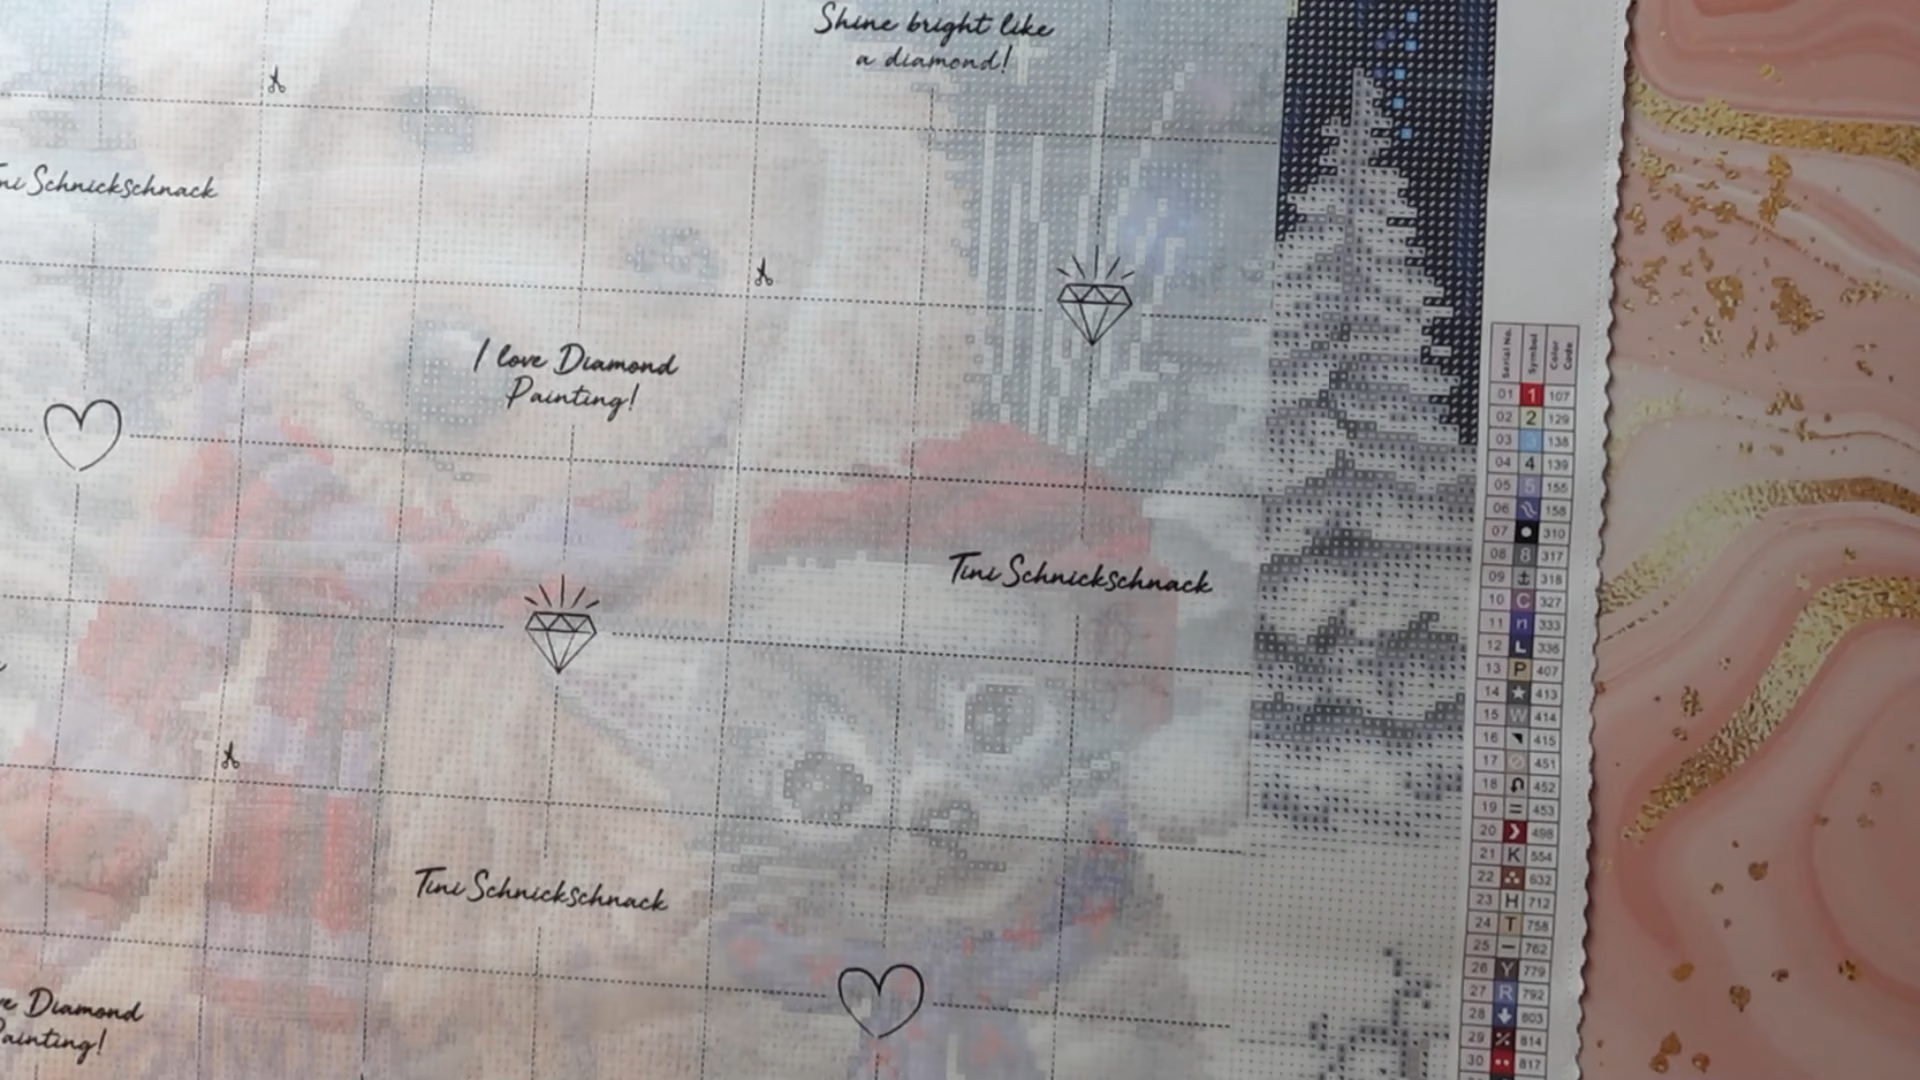 Shine bright like
a diamond!
Schnickschnack
I love Diamond
Painting!
Tini Schnickschnack
Tini Schnickschnack
Diamond
Painting!
Serial No. Symbol Color Code
01 1 107
02 2 129
03 3 138
04 4 139
05 5 155
06 158
07 310
08 8 317
09 318
10 C 327
11 n 333
12 L 336
13 P 407
14 413
15 W 414
16 415
17 451
18 452
19 = 453
20 498
21 K 554
22 632
23 H 712
24 T 758
25 762
26 Y 779
27 R 792
28 803
29 814
30 817